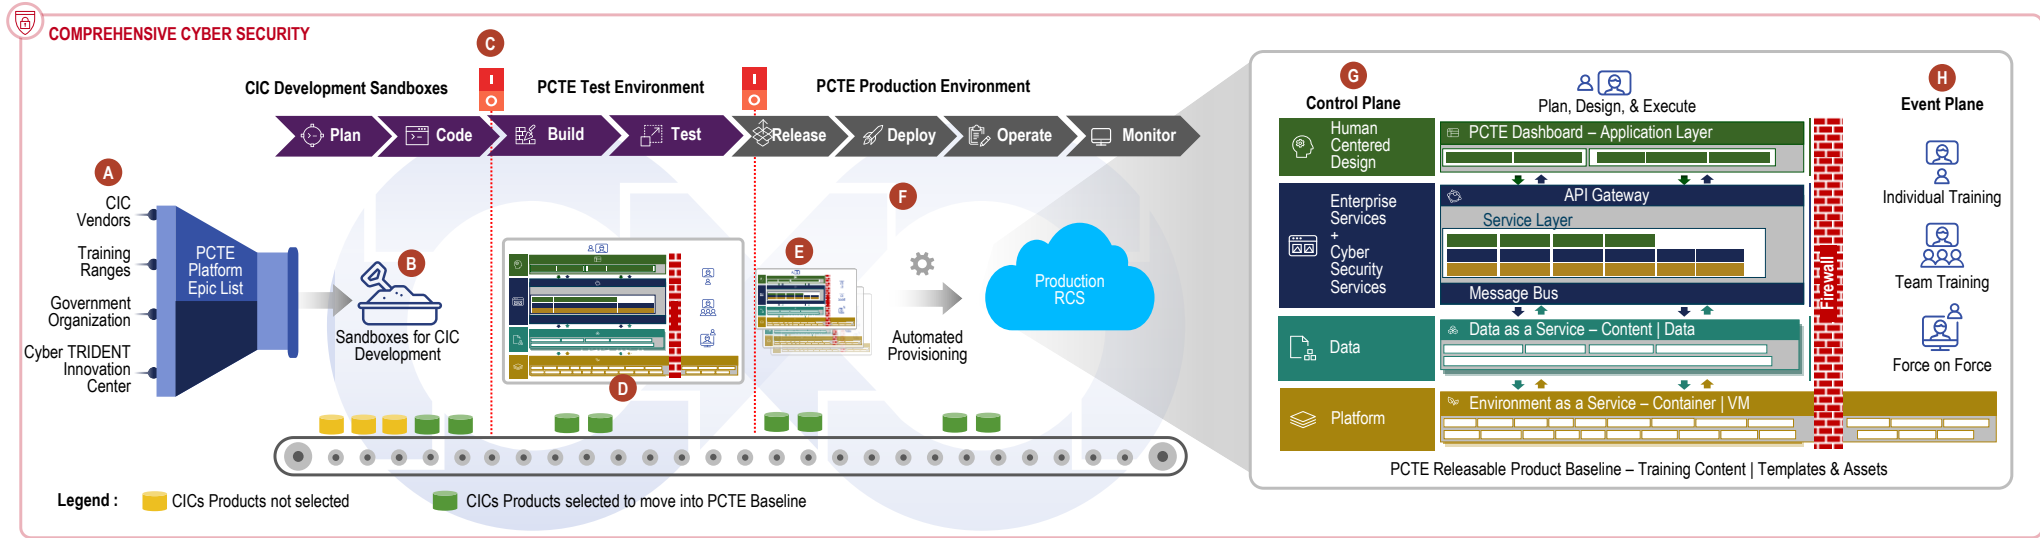 COMPREHENSIVE CYBER SECURITY
C
CIC Development Sandboxes
PCTE Test Environment
PCTE Production Environment
Plan
Code
Build
Test
Release
Deploy
Operate
Monitor
A
CIC
Vendors
Training
Ranges
Government
Organization
Cyber TRIDENT
Innovation
Center
PCTE
Platform
Epic List
B
Sandboxes for CIC
Development
D
E
F
Automated
Provisioning
Production
RCS
Legend :
CICs Products not selected
CICs Products selected to move into PCTE Baseline
G
Control Plane
Plan, Design, & Execute
H
Event Plane
Human
Centered
Design
PCTE Dashboard – Application Layer
Enterprise
Services
+
Cyber
Security
Services
API Gateway
Service Layer
Message Bus
Data
Data as a Service – Content | Data
Platform
Environment as a Service – Container | VM
Firewall
Individual Training
Team Training
Force on Force
PCTE Releasable Product Baseline – Training Content | Templates & Assets